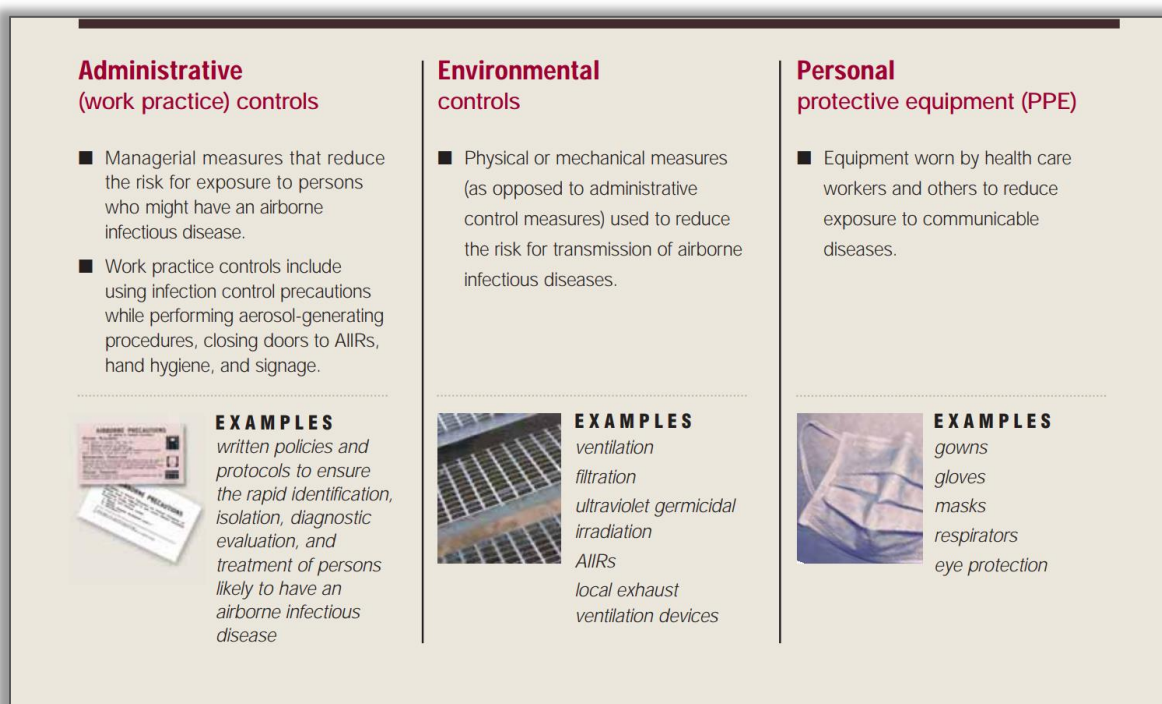 Administrative
(work practice) controls
■ Managerial measures that reduce
the risk for exposure to persons
who might have an airborne
infectious disease.
■ Work practice controls include
using infection control precautions
while performing aerosol-generating
procedures, closing doors to AIIRs,
hand hygiene, and signage.
AIRBORNE PRECAUTIONS
PRECAUTIONS
EXAMPLES
written policies and
protocols to ensure
the rapid identification,
isolation, diagnostic
evaluation, and
treatment of persons
likely to have an
airborne infectious
disease
Environmental
controls
■ Physical or mechanical measures
(as opposed to administrative
control measures) used to reduce
the risk for transmission of airborne
infectious diseases.
EXAMPLES
ventilation
filtration
ultraviolet germicidal
irradiation
AIIRs
local exhaust
ventilation devices
Personal
protective equipment (PPE)
■ Equipment worn by health care
workers and others to reduce
exposure to communicable
diseases.
EXAMPLES
gowns
gloves
masks
respirators
eye protection